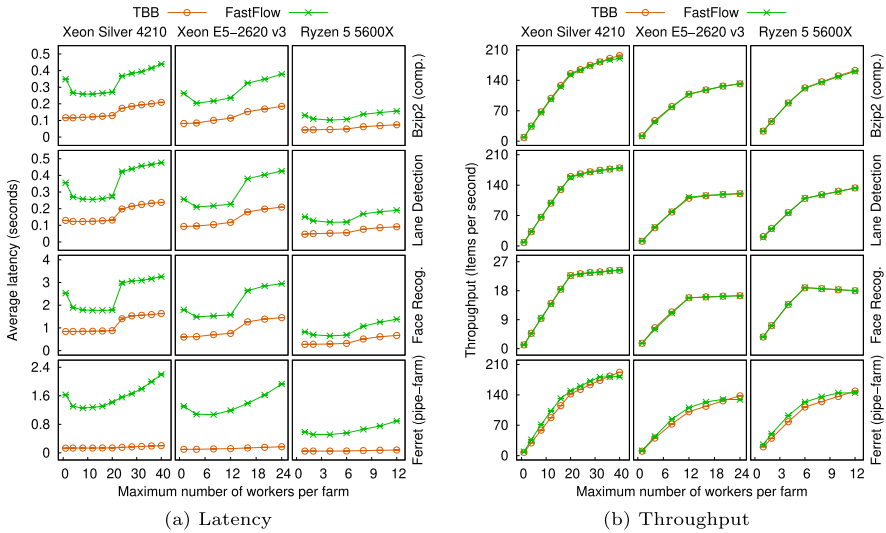 TBB FastFlow
Xeon Silver 4210 Xeon E5-2620 v3 Ryzen 5 5600X
0.5
0.4
0.3
0.2
0.1
0
Bzip2 (comp.)
0.5
0.4
0.3
0.2
0.1
0
Lane Detection
4
3
2
1
0
Face Recog.
2.4
1.6
0.8
0
Ferret (pipe-farm)
Average latency (seconds)
0 10 20 30 40 0 6 12 18 24 0 3 6 9 12
Maximum number of workers per farm
(a) Latency
TBB FastFlow
Xeon Silver 4210 Xeon E5-2620 v3 Ryzen 5 5600X
210
140
70
0
Bzip2 (comp.)
210
140
70
0
Lane Detection
27
18
9
0
Face Recog.
210
140
70
0
Ferret (pipe-farm)
Thropughput (Items per second)
0 10 20 30 40 0 6 12 18 24 0 3 6 9 12
Maximum number of workers per farm
(b) Throughput